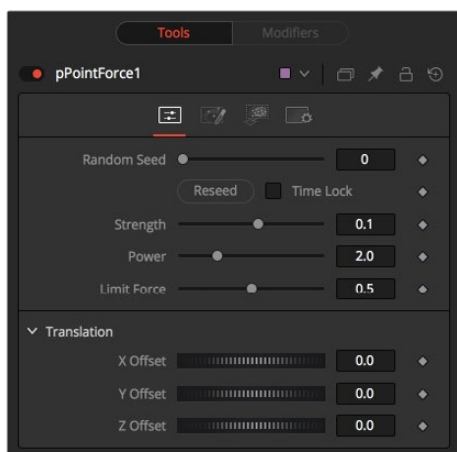 Tools Modifiers
pPointForce1
Random Seed 0
Reseed Time Lock
Strength 0.1
Power 2.0
Limit Force 0.5
Translation
X Offset 0.0
Y Offset 0.0
Z Offset 0.0